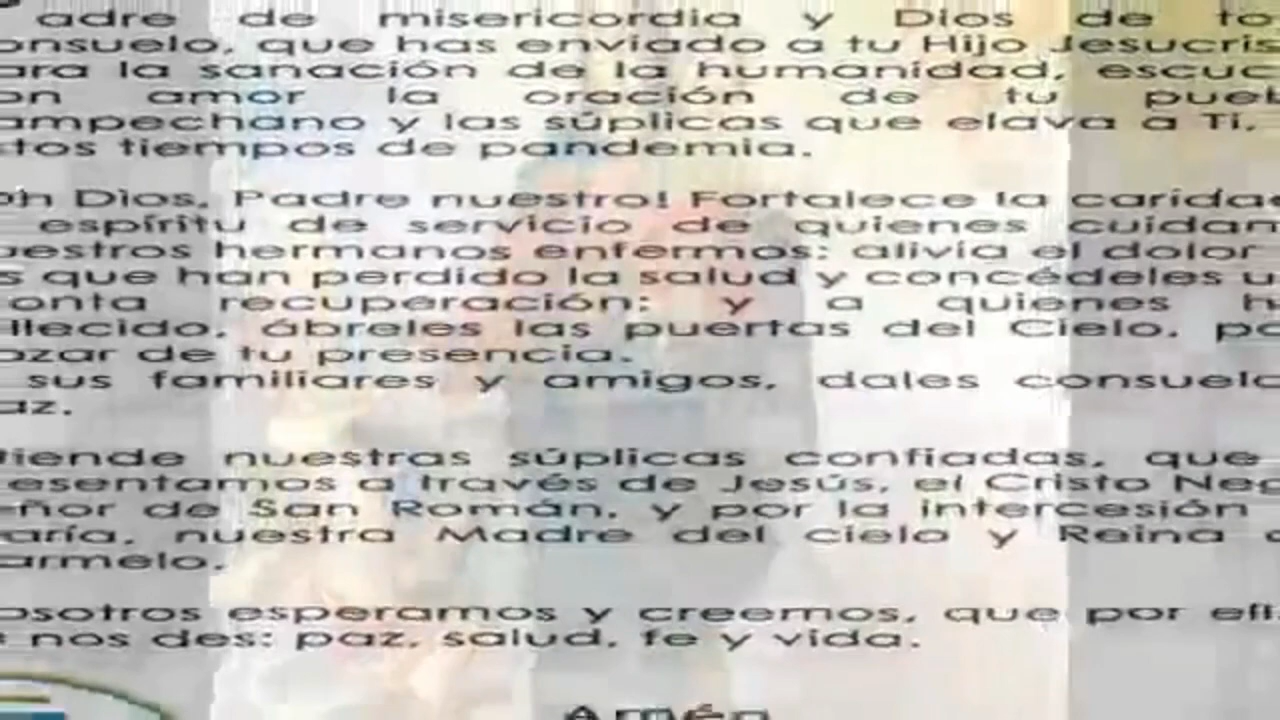 adre de misericordia y Dios de to
onsuelo, que has enviado a tu Hijo Jesucris
ara la sanación de la humanidad, escuc
on amor la oración de tu pueb
ampechano y las súplicas que elava a Ti,
stos tiempos de pandemia.
oh Dios, Padre nuestro! Fortalece la carida
espíritu de servicio de quienes cuidan
uestros hermanos enfermos; alivia el dolor
s que han perdido la salud y concédeles u
onta recuperación; y a quienes h
llecido, ábreles las puertas del Cielo, pa
ozar de tu presencia.
sus familiares y amigos, dales consuelo
az.
tiende nuestras súplicas confiadas, que
esentamos a través de Jesús, el Cristo Neg
eñor de San Román, y por la intercesión
aría, nuestra Madre del cielo y Reina d
armelo.
osotros esperamos y creemos, que por ell
e nos des: paz, salud, fe y vida.
Amén